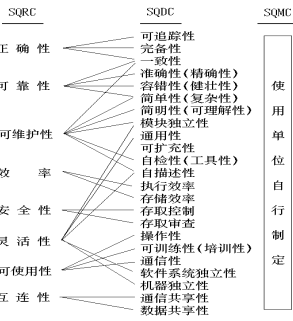 SQRC SQDC SQMC
正确性
可靠性
可维护性
效率
安全性
灵活性
可使用性
互连性
可追踪性
完备性
一致性
准确性(精确性)
容错性(健壮性)
简单性(复杂性)
简明性(可理解性)
模块独立性
通用性
可扩充性
自检性(工具性)
自描述性
执行效率
存储效率
存取控制
存取审查
操作性
可训练性(培训性)
通信性
软件系统独立性
机器独立性
通信共享性
数据共享性
使用单位自行制定